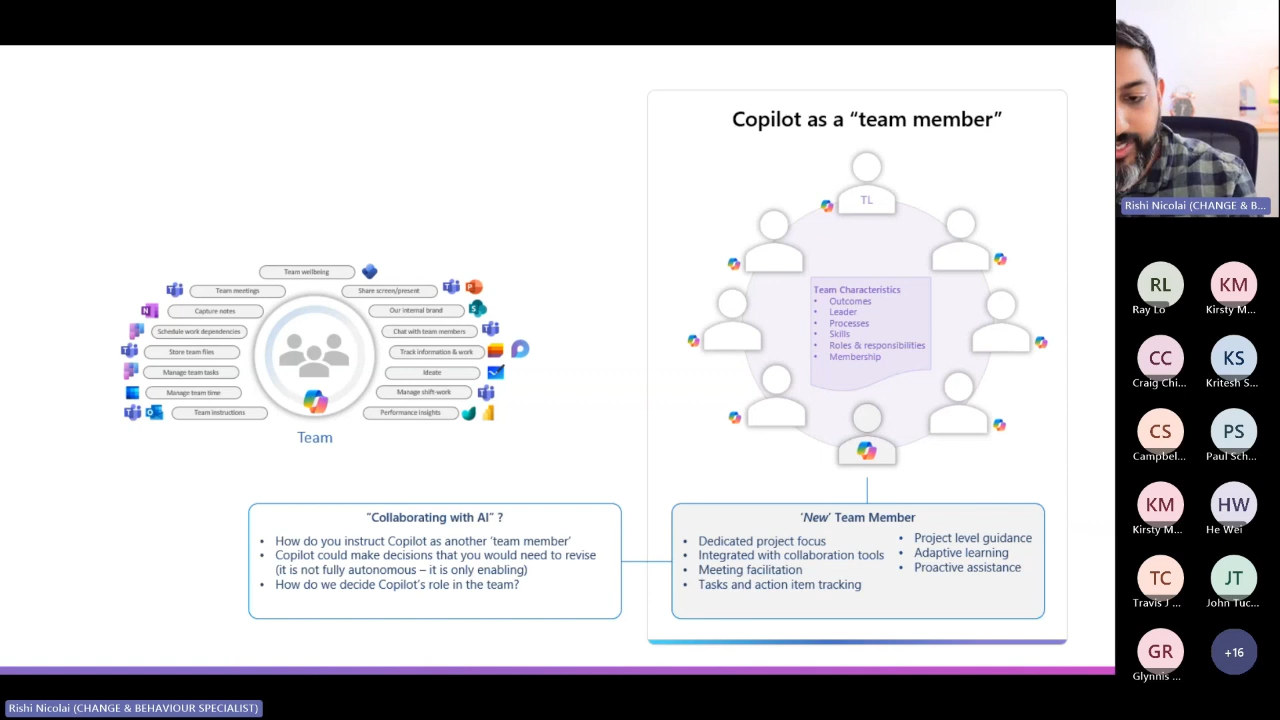 Copilot as a “team member”
TL
Team Characteristics
• Outcomes
• Leader
• Processes
• Skills
• Roles & responsibilities
• Membership
Team wellbeing
Team meetings
Share screen/present
Capture notes
Our internal brand
Schedule work dependencies
Chat with team members
Store team files
Track information & work
Manage team tasks
Ideate
Manage team time
Manage shift-work
Team instructions
Performance insights
Team
“Collaborating with AI” ?
• How do you instruct Copilot as another ‘team member’
• Copilot could make decisions that you would need to revise
(it is not fully autonomous – it is only enabling)
• How do we decide Copilot’s role in the team?
‘New’ Team Member
• Dedicated project focus
• Integrated with collaboration tools
• Meeting facilitation
• Tasks and action item tracking
• Project level guidance
• Adaptive learning
• Proactive assistance
Rishi Nicolai (CHANGE & B...
RL
KM
Ray Lo
Kirsty M...
CC
KS
Craig Chi...
Kritesh S...
CS
PS
Campbel...
Paul Sch...
KM
HW
Kirsty M...
He Wei
TC
JT
Travis J ...
John Tuc...
GR
+16
Glynnis ...
Rishi Nicolai (CHANGE & BEHAVIOUR SPECIALIST)